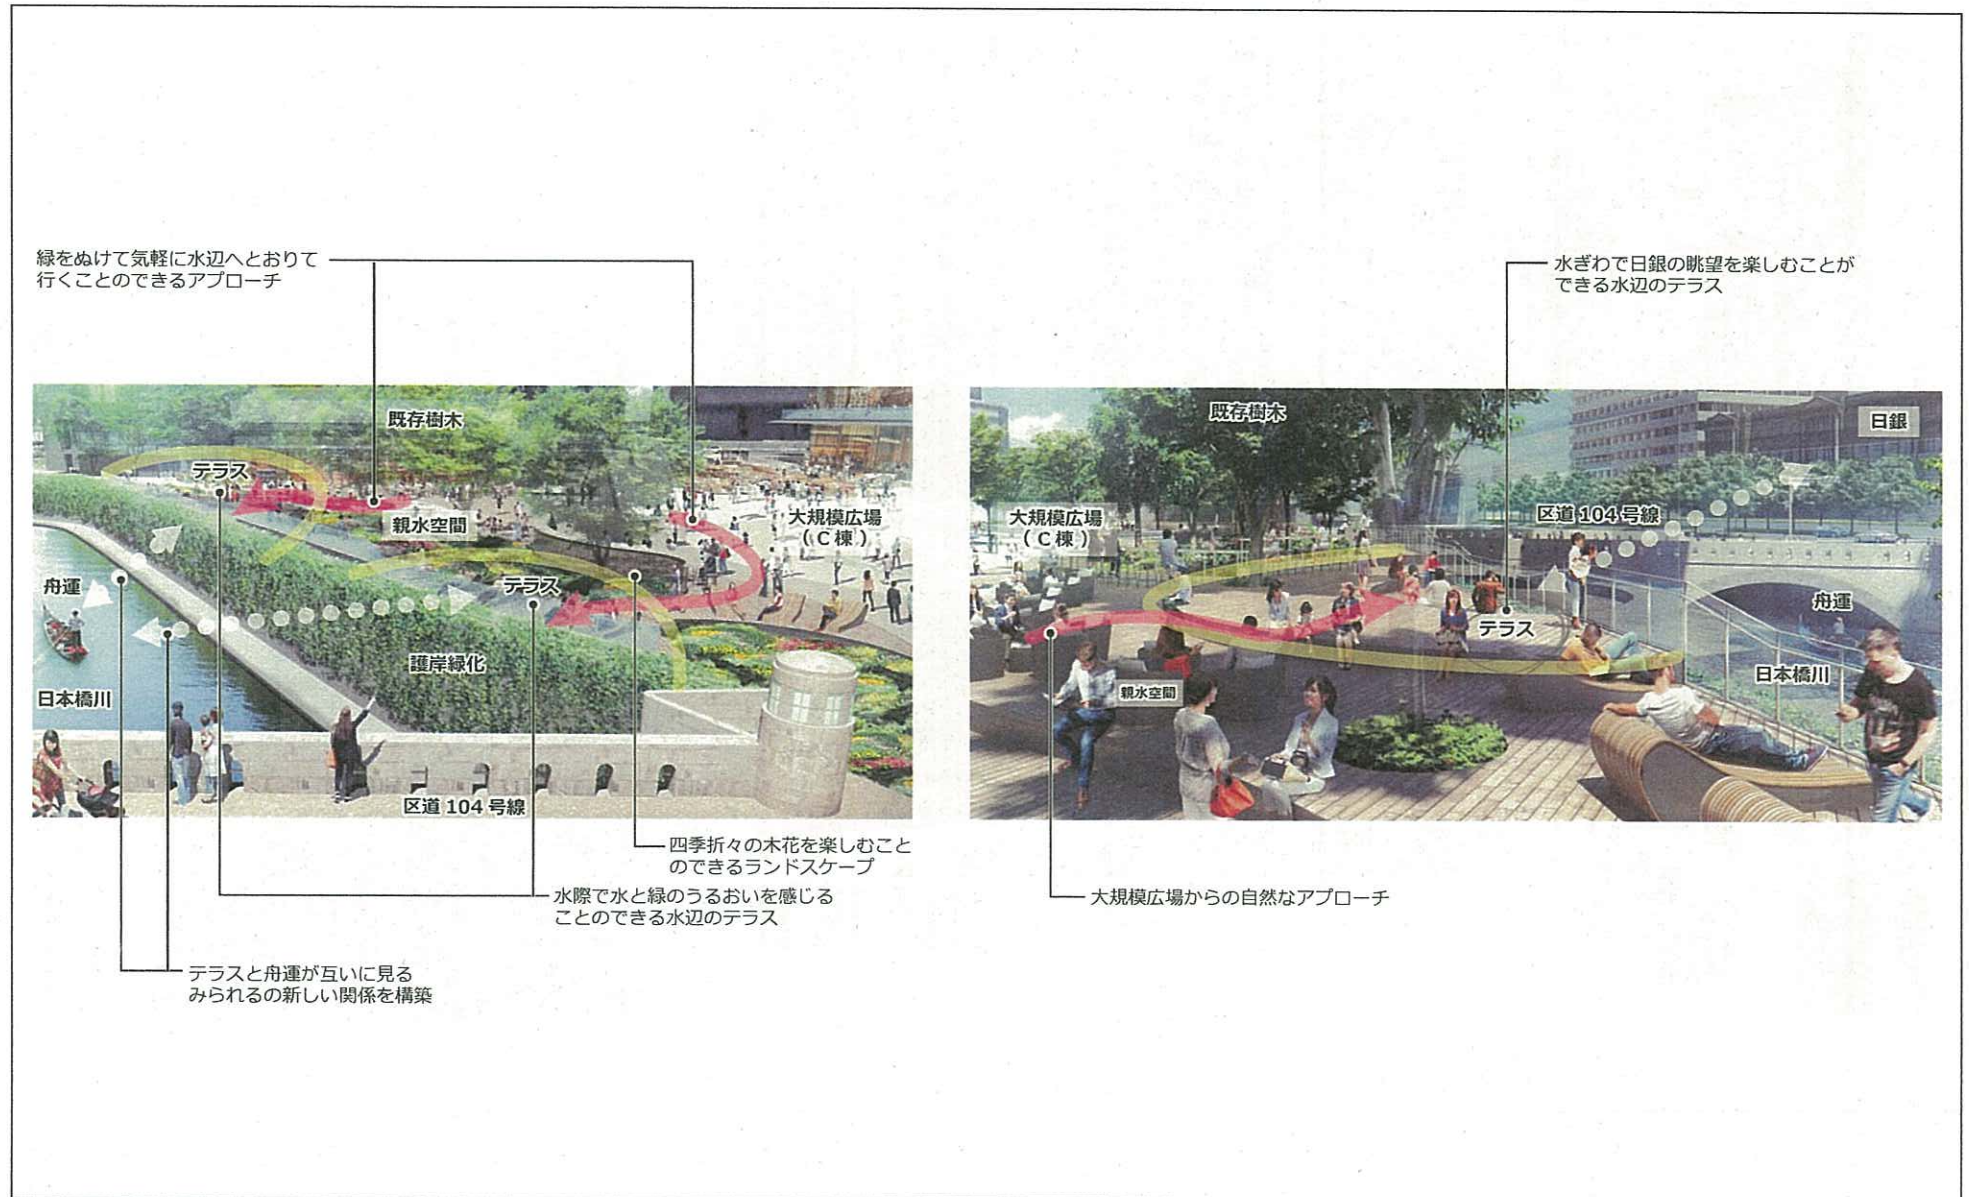 緑をぬけて気軽に水辺へとおりて
行くことのできるアプローチ
既存樹木
テラス
親水空間
大規模広場
（C棟）
舟運
テラス
護岸緑化
日本橋川
区道 104 号線
四季折々の木花を楽しむこと
のできるランドスケープ
水際で水と緑のうるおいを感じる
ことのできる水辺のテラス
テラスと舟運が互いに見る
みられるの新しい関係を構築
水ぎわで日銀の眺望を楽しむことが
できる水辺のテラス
既存樹木
日銀
大規模広場
（C棟）
区道 104 号線
舟運
テラス
日本橋川
親水空間
大規模広場からの自然なアプローチ